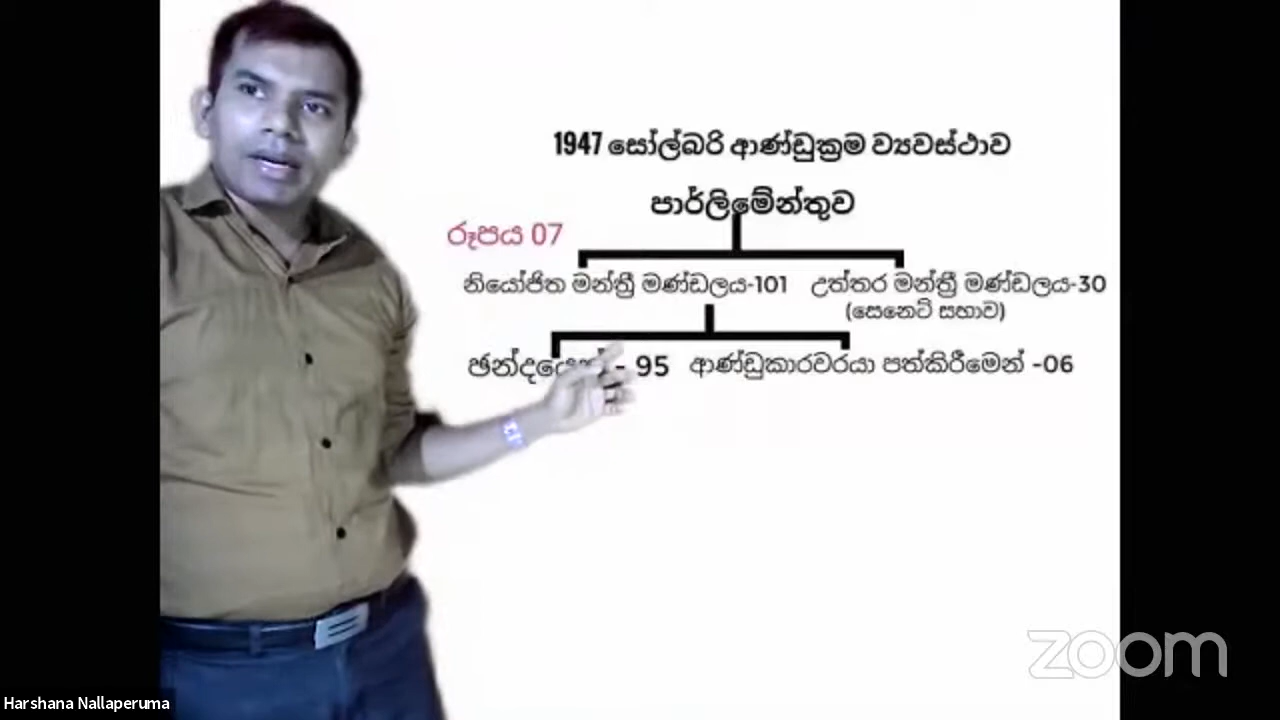 1947 සෝල්බරි ආණ්ඩුක්‍රම ව්‍යවස්ථාව
පාර්ලිමේන්තුව
රූපය 07
නියෝජිත මන්ත්‍රී මණ්ඩලය-101 උත්තර මන්ත්‍රී මණ්ඩලය-30
(සෙනෙට් සභාව)
- 95 ආණ්ඩුකාරවරයා පත්කිරීමෙන් -06
zoom
Harshana Nallaperuma